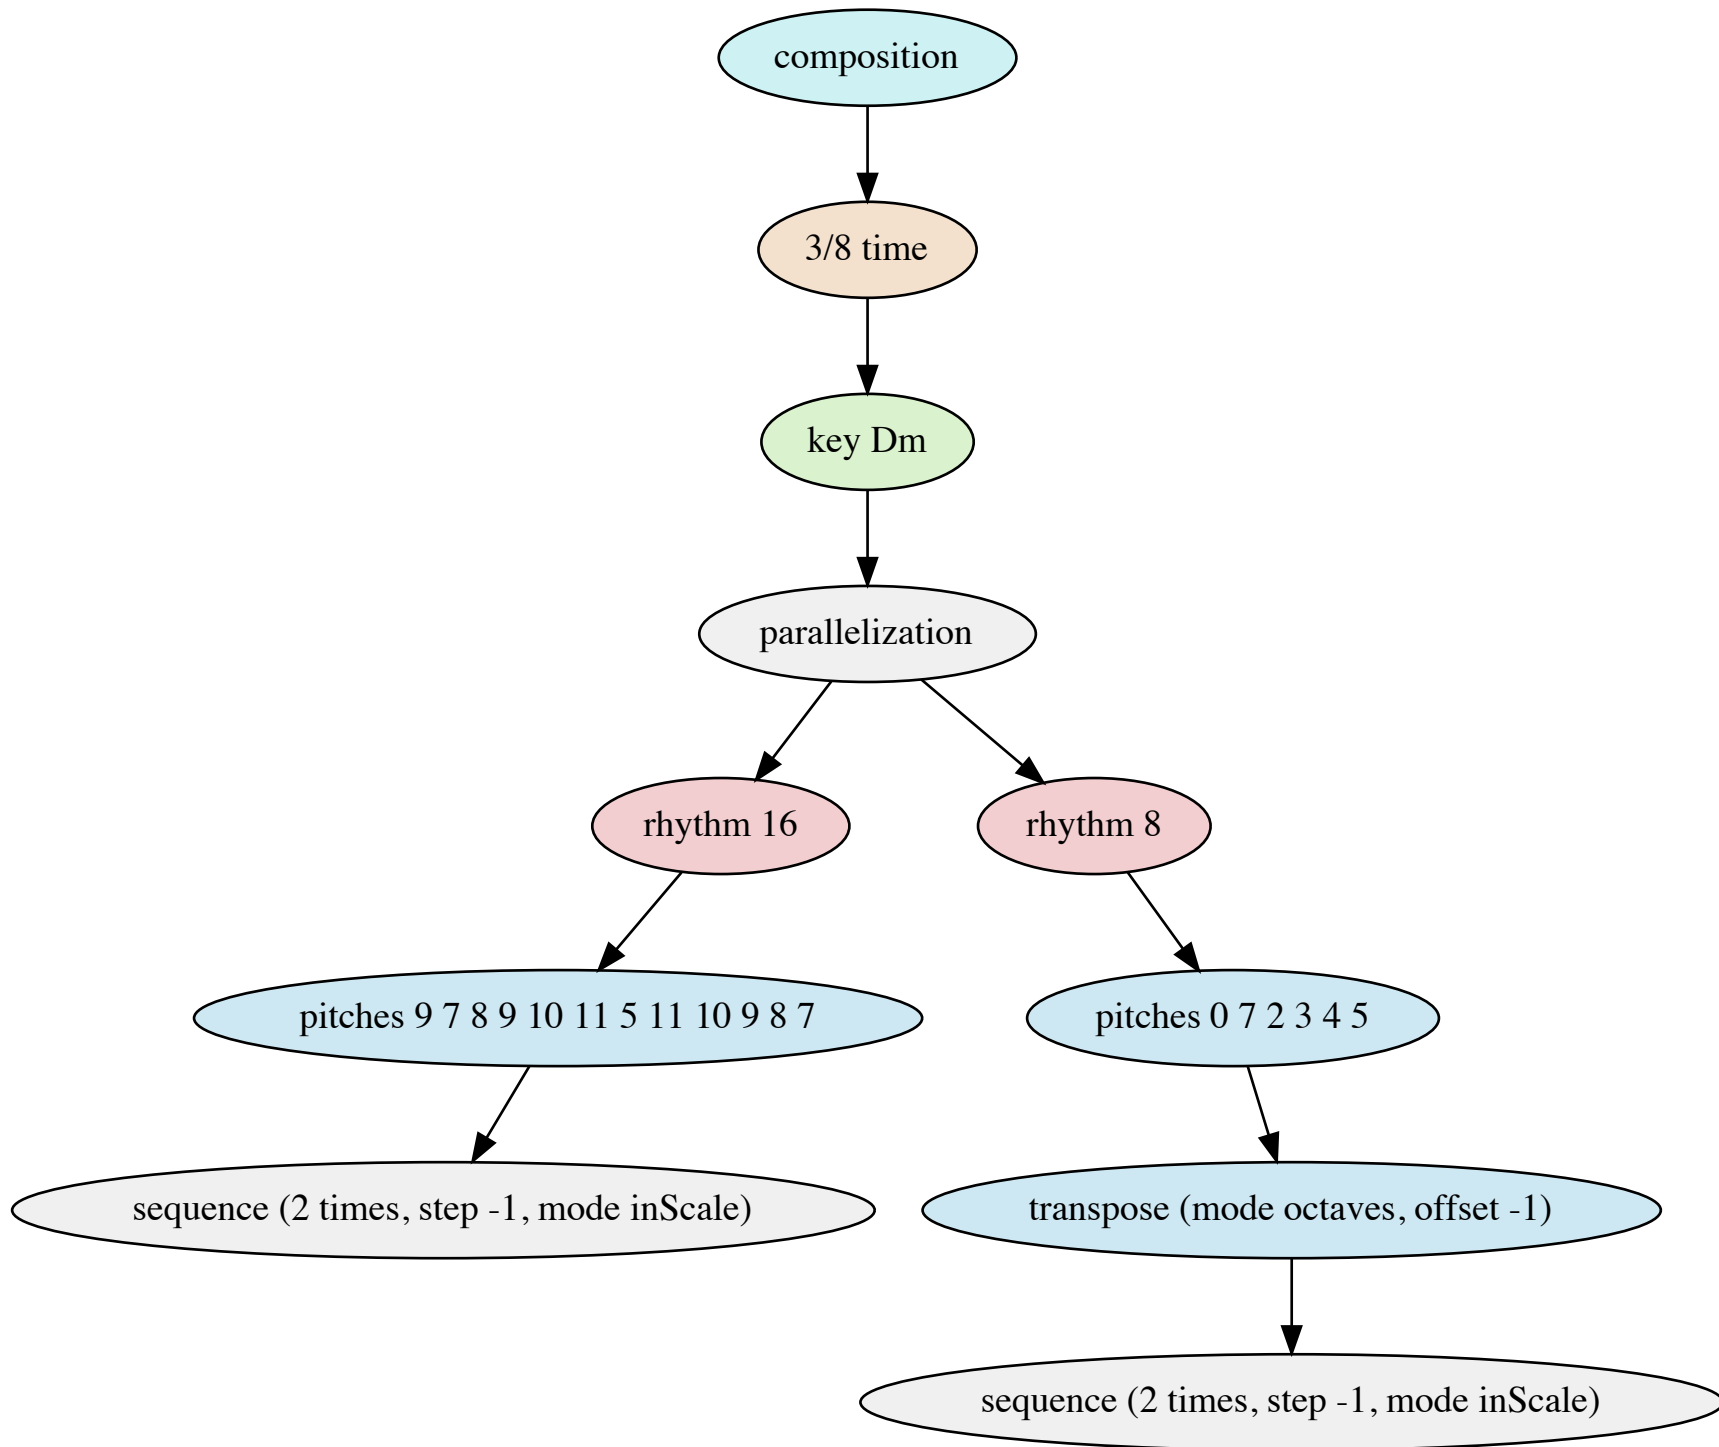 composition
3/8 time
key Dm
parallelization
rhythm 16
rhythm 8
pitches 9 7 8 9 10 11 5 11 10 9 8 7
pitches 0 7 2 3 4 5
sequence (2 times, step -1, mode inScale)
transpose (mode octaves, offset -1)
sequence (2 times, step -1, mode inScale)